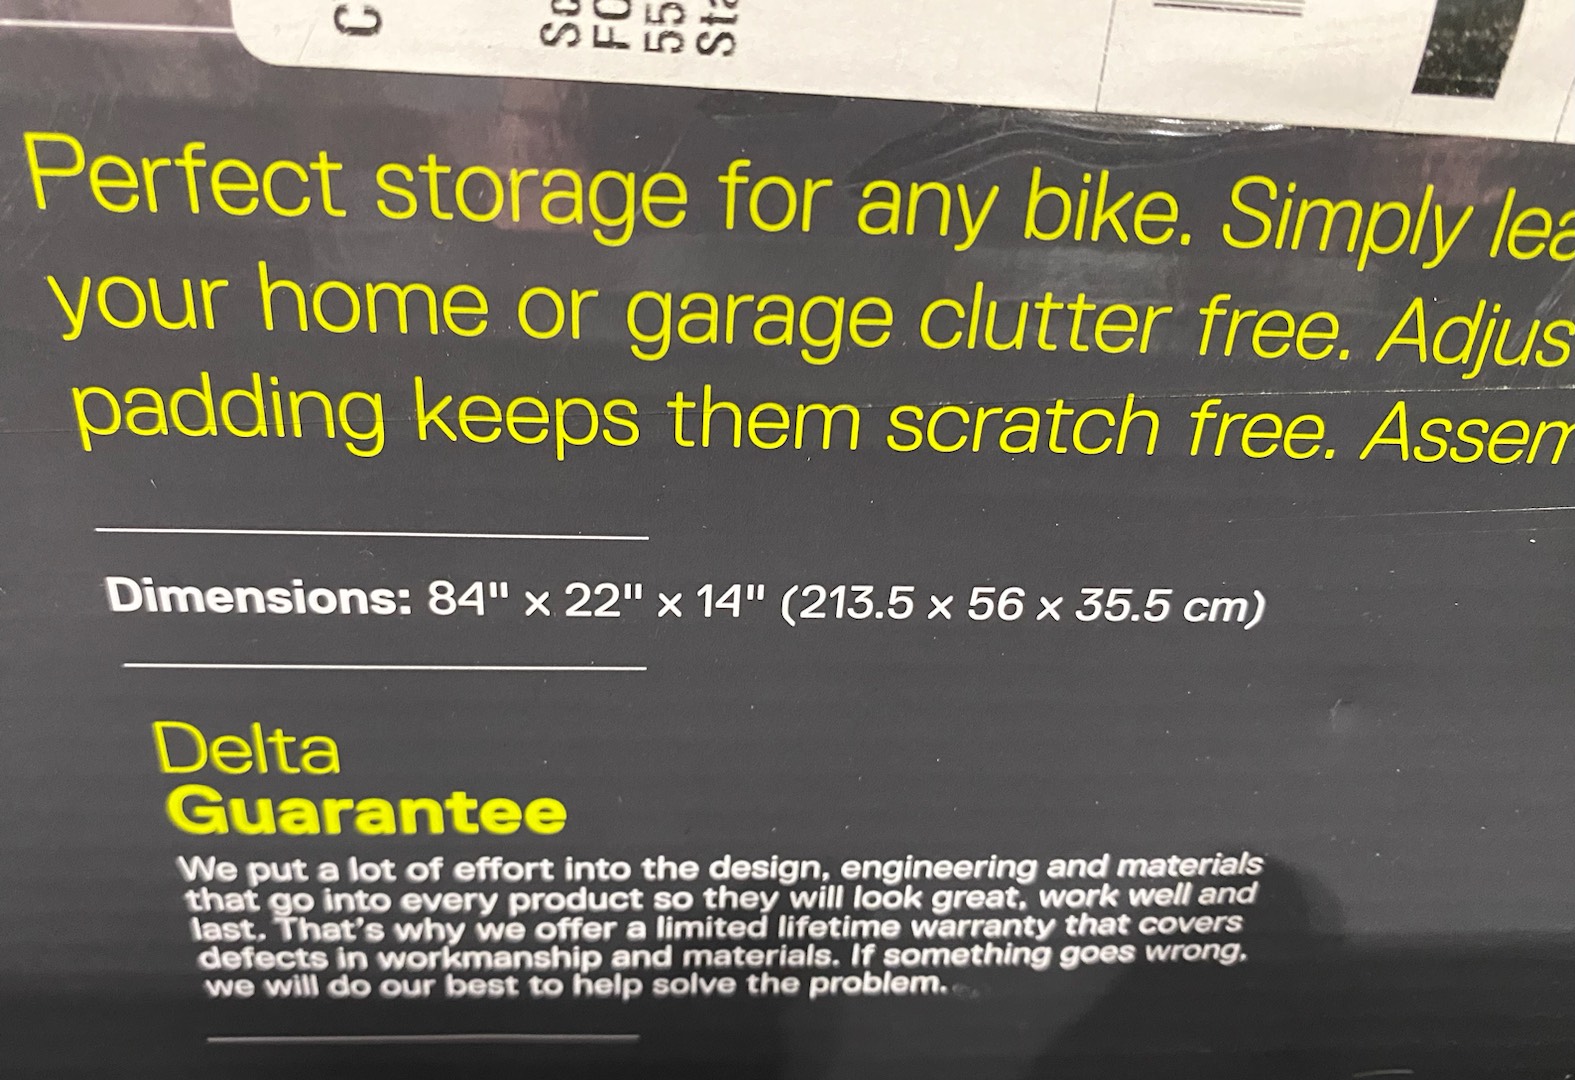 C
55
Perfect storage for any bike. Simply
your home or garage clutter free.
padding keeps them scratch free.
Dimensions: 84" x 22" x 14" (213.5 x 56 x 35.5 cm)
Delta
Guarantee
We put a lot of effort into the design, engineering and materials
that go into every product so they will look great, work well and
last. That's why we offer a limited lifetime warranty that covers
defects in workmanship and materials. If something goes wrong,
we will do our best to help solve the problem.